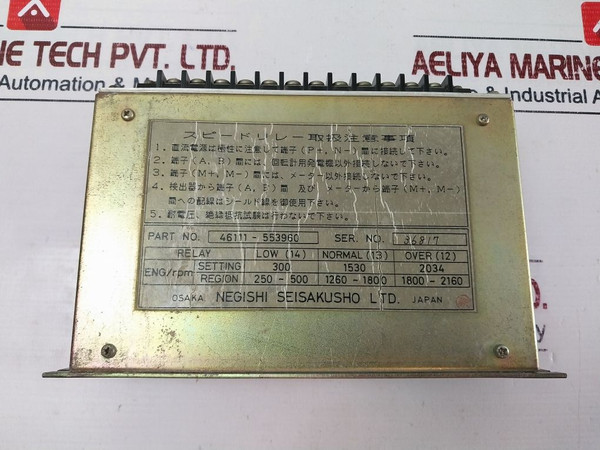 NE TECH PVT. LTD.
AELIYA MARINE
Automation &
& Industrial A
スピードリレー取扱注意事項
1. 直流電源は極性に注意して端子(P+, N-)間に接続して下さい。
2. 端子(A, B)間には、回転計用発電機以外接続しないで下さい。
3. 端子(M+, M-)間には、メーター以外接続しないで下さい。
4. 検出器から端子(A, B)間 及び メーターから端子(M+, M-)
間への配線はシールド線を御使用下さい。
5. 耐電圧、絶縁抵抗試験は行わないで下さい。
PART NO. 46111-553960 SER. NO. 36817
RELAY LOW (14) NORMAL (13) OVER (12)
ENG/rpm SETTING 300 1530 2034
REGION 250-500 1260-1800 1800-2160
OSAKA NEGISHI SEISAKUSHO LTD. JAPAN